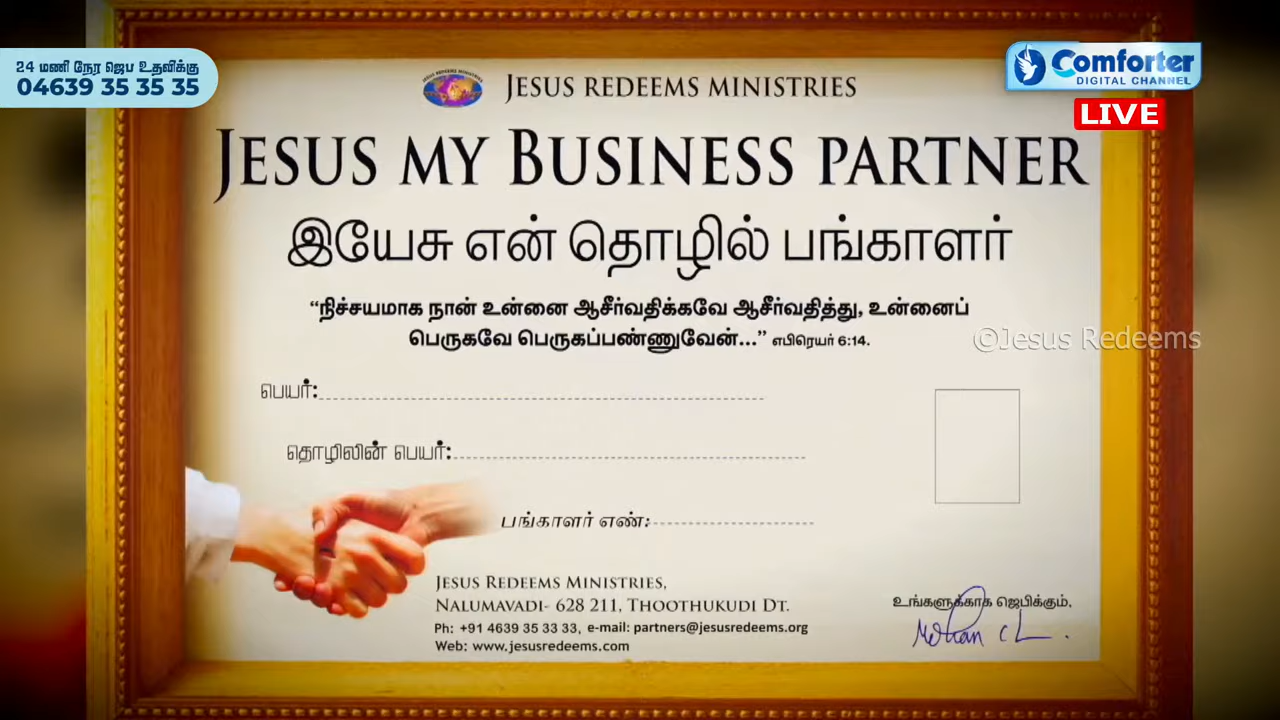 24 மணி நேர ஜெப உதவிக்கு
04639 35 35 35
Comforter
DIGITAL CHANNEL
LIVE
JESUS REDEEMS MINISTRIES
JESUS MY BUSINESS PARTNER
இயேசு என் தொழில் பங்காளர்
“நிச்சயமாக நான் உன்னை ஆசீர்வதிக்கவே ஆசீர்வதித்து, உன்னைப்
பெருகவே பெருகப்பண்ணுவேன்...” எபிரெயர் 6:14.
©Jesus Redeems
பெயர்:
தொழிலின் பெயர்:
பங்காளர் எண்:
JESUS REDEEMS MINISTRIES,
NALUMAVADI- 628 211, THOOTHUKUDI DT.
Ph: +91 4639 35 33 33, e-mail: partners@jesusredeems.org
Web: www.jesusredeems.com
உங்களுக்காக ஜெபிக்கும்,